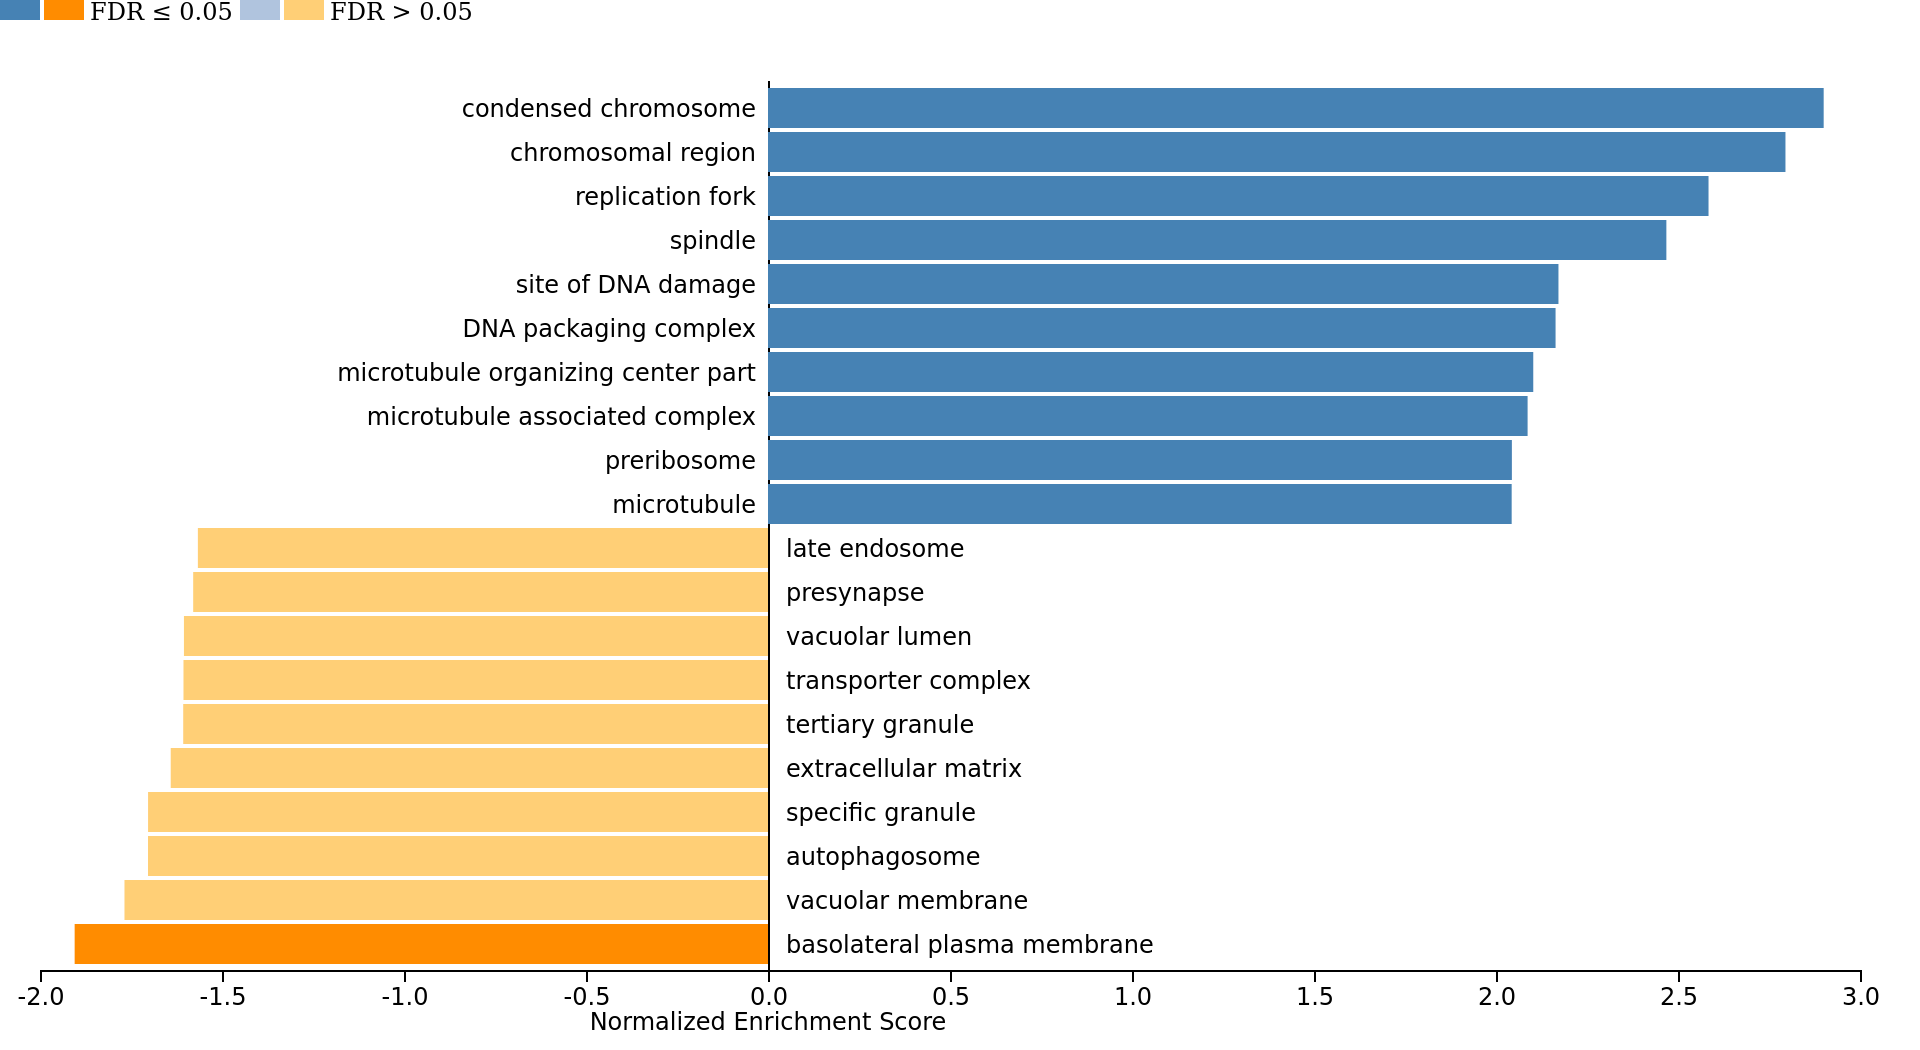 FDR ≤ 0.05 FDR > 0.05
condensed chromosome
chromosomal region
replication fork
spindle
site of DNA damage
DNA packaging complex
microtubule organizing center part
microtubule associated complex
preribosome
microtubule
late endosome
presynapse
vacuolar lumen
transporter complex
tertiary granule
extracellular matrix
specific granule
autophagosome
vacuolar membrane
basolateral plasma membrane
-2.0 -1.5 -1.0 -0.5 0.0 0.5 1.0 1.5 2.0 2.5 3.0
Normalized Enrichment Score